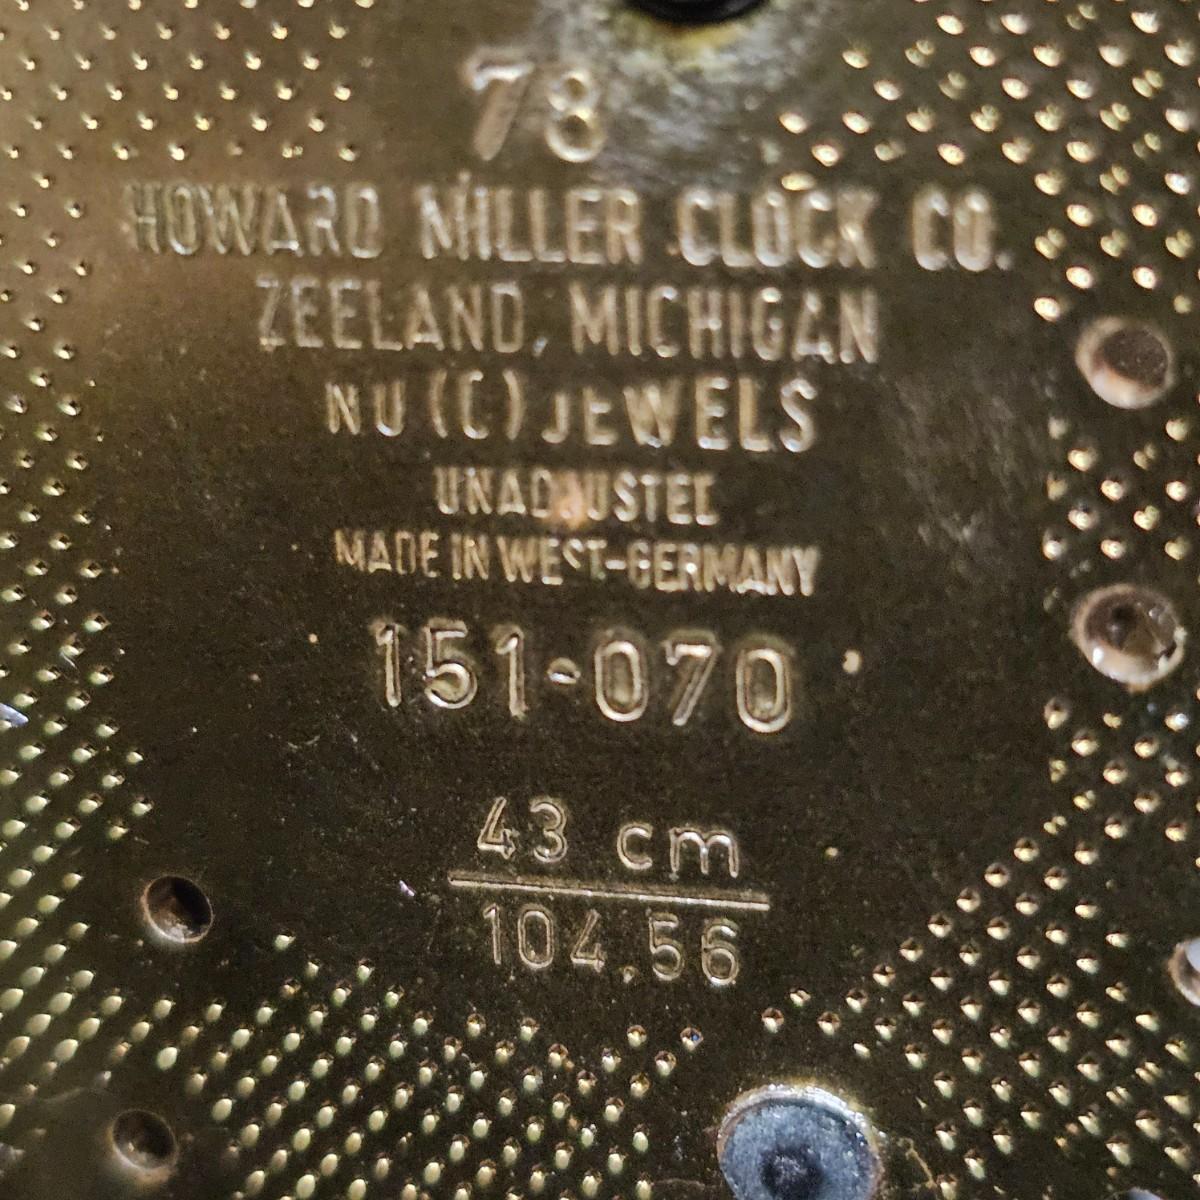 78
HOWARD MILLER CLOCK CO.
ZEELAND, MICHIGAN
NO (0) JEWELS
UNADJUSTED
MADE IN WEST-GERMANY
151-070
43 cm
104.56